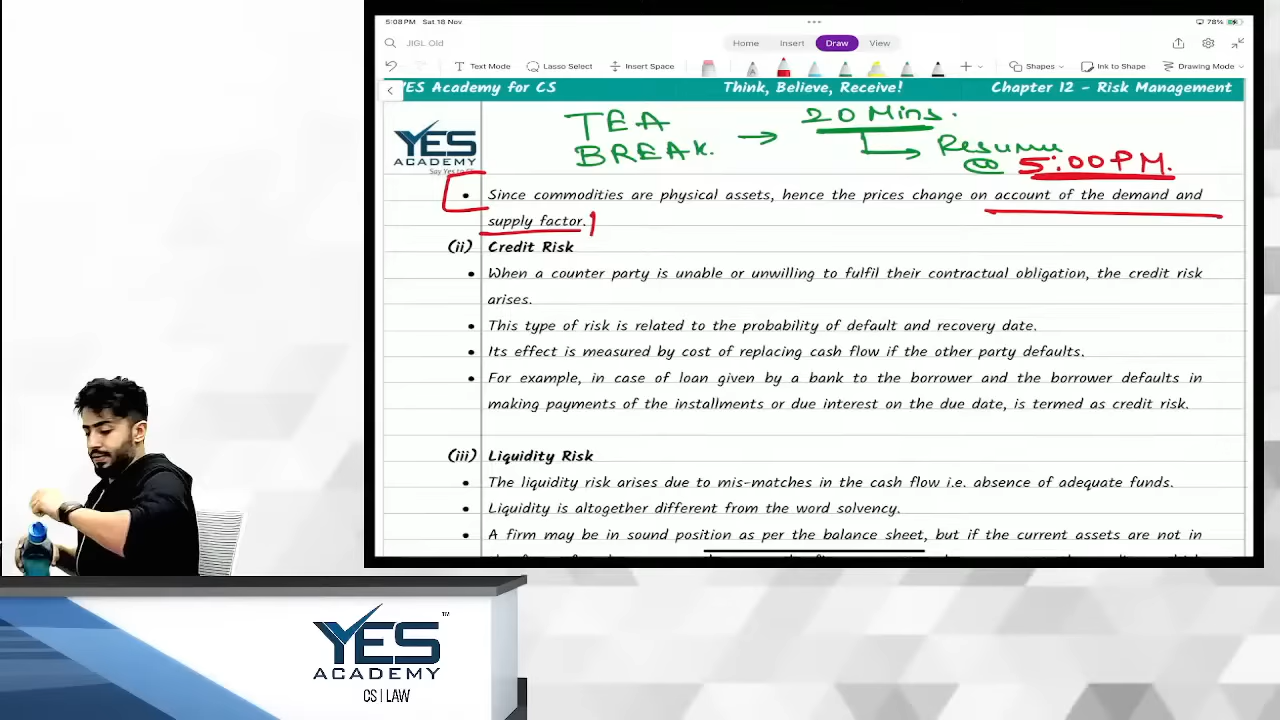 5:08 PM Sat 18 Nov
78%
JIGL Old
Home Insert Draw View
Text Mode Lasso Select Insert Space Shapes Ink to Shape Drawing Mode
YES Academy for CS Think, Believe, Receive! Chapter 12 - Risk Management
YES
ACADEMY
Say Yes to
TEA
BREAK.
20 Mins.
Resume
@ 5:00 PM.
• Since commodities are physical assets, hence the prices change on account of the demand and
supply factor.
(ii) Credit Risk
• When a counter party is unable or unwilling to fulfil their contractual obligation, the credit risk
arises.
• This type of risk is related to the probability of default and recovery date.
• Its effect is measured by cost of replacing cash flow if the other party defaults.
• For example, in case of loan given by a bank to the borrower and the borrower defaults in
making payments of the installments or due interest on the due date, is termed as credit risk.
(iii) Liquidity Risk
• The liquidity risk arises due to mis-matches in the cash flow i.e. absence of adequate funds.
• Liquidity is altogether different from the word solvency.
• A firm may be in sound position as per the balance sheet, but if the current assets are not in
YES
™
ACADEMY
CS | LAW